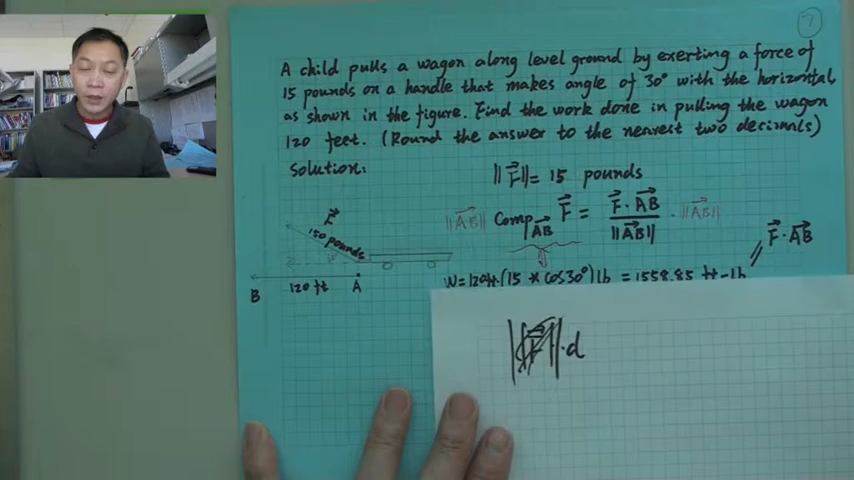 7
A child pulls a wagon along level ground by exerting a force of
15 pounds on a handle that makes angle of 30° with the horizontal,
as shown in the figure. Find the work done in pulling the wagon
120 feet. (Round the answer to the nearest two decimals)
Solution:
||F⃗|| = 15 pounds
||AB⃗|| Comp_AB⃗ F⃗ = F⃗·AB⃗ / ||AB⃗|| · ||AB⃗||
F⃗·AB⃗
F⃗
150 pounds
W = 120ft.(15 * cos30°)lb = 1558.85 ft-lb
B 120 ft A
·d